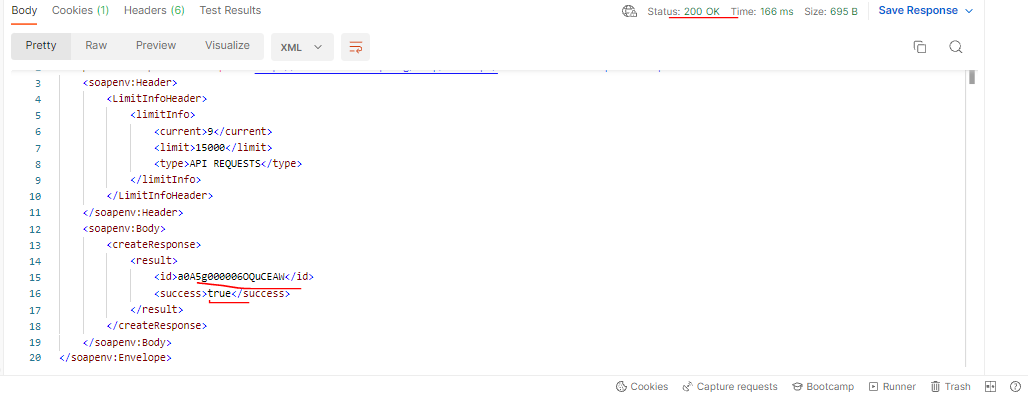 Body Cookies (1) Headers (6) Test Results Status: 200 OK Time: 166 ms Size: 695 B Save Response
Pretty Raw Preview Visualize XML
3 <soapenv:Header>
4 <LimitInfoHeader>
5 <limitInfo>
6 <current>9</current>
7 <limit>15000</limit>
8 <type>API REQUESTS</type>
9 </limitInfo>
10 </LimitInfoHeader>
11 </soapenv:Header>
12 <soapenv:Body>
13 <createResponse>
14 <result>
15 <id>a0A5g000006OQuCEAW</id>
16 <success>true</success>
17 </result>
18 </createResponse>
19 </soapenv:Body>
20 </soapenv:Envelope>
Cookies Capture requests Bootcamp Runner Trash